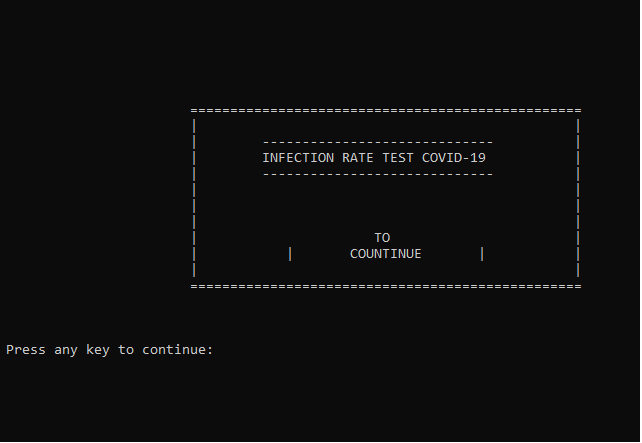 INFECTION RATE TEST COVID-19
TO
COUNTINUE
Press any key to continue: